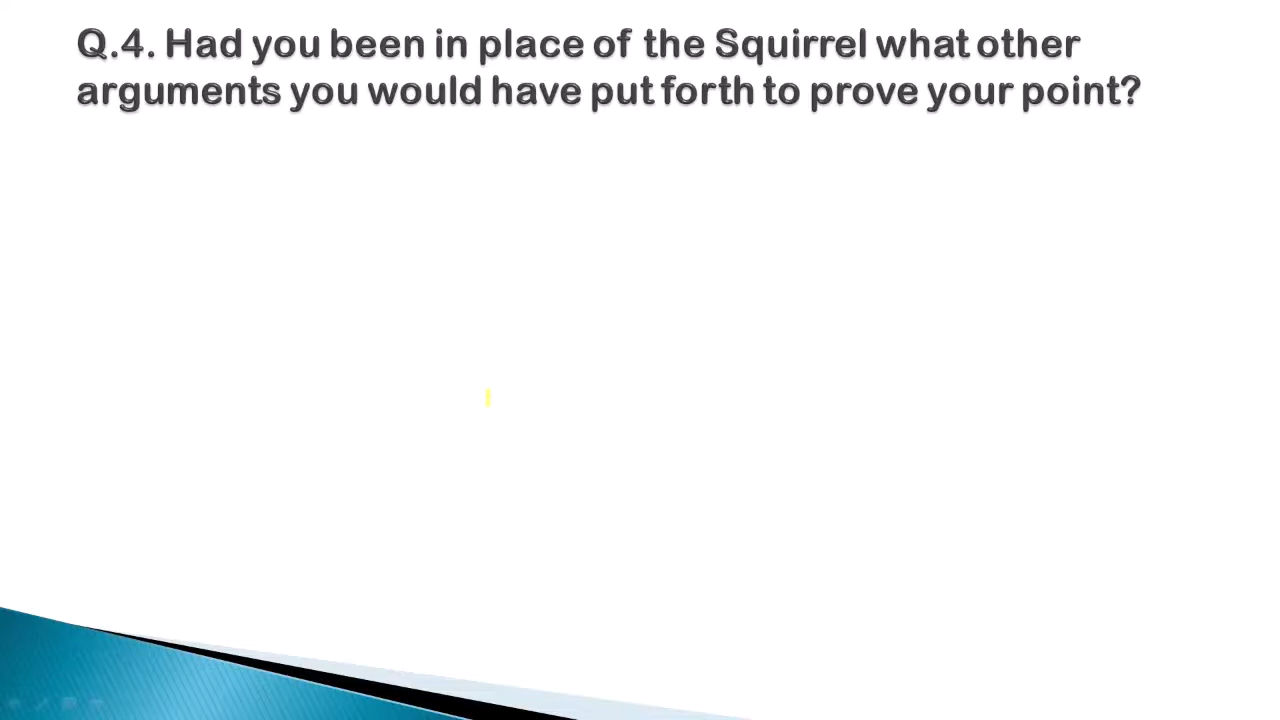 Q.4. Had you been in place of the Squirrel what other
arguments you would have put forth to prove your point?